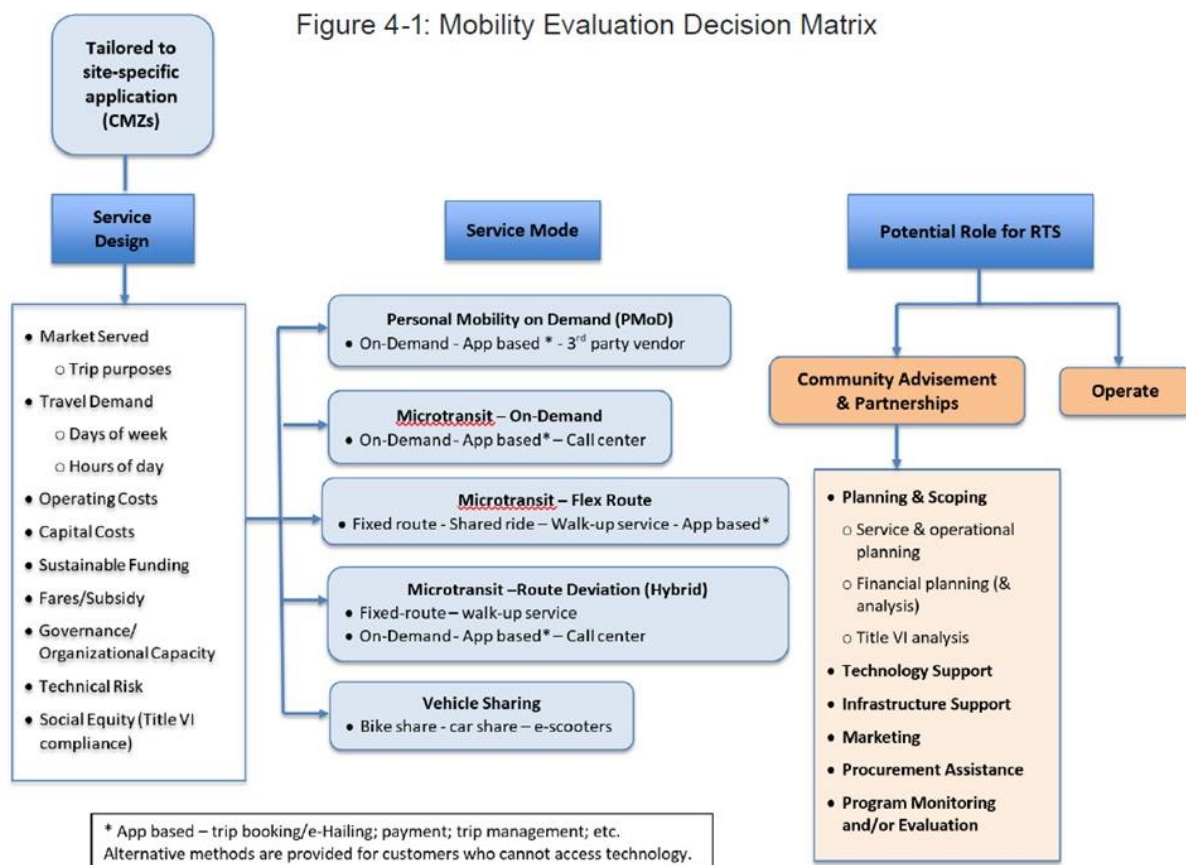 Figure 4-1: Mobility Evaluation Decision Matrix
Tailored to
site-specific
application
(CMZs)
Service
Design
• Market Served
o Trip purposes
• Travel Demand
o Days of week
o Hours of day
• Operating Costs
• Capital Costs
• Sustainable Funding
• Fares/Subsidy
• Governance/
Organizational Capacity
• Technical Risk
• Social Equity (Title VI
compliance)
Service Mode
Personal Mobility on Demand (PMoD)
• On-Demand - App based * - 3rd party vendor
Microtransit – On-Demand
• On-Demand - App based* – Call center
Microtransit – Flex Route
• Fixed route - Shared ride – Walk-up service - App based*
Microtransit –Route Deviation (Hybrid)
• Fixed-route – walk-up service
• On-Demand - App based* – Call center
Vehicle Sharing
• Bike share - car share – e-scooters
Potential Role for RTS
Community Advisement
& Partnerships
Operate
• Planning & Scoping
o Service & operational
planning
o Financial planning (&
analysis)
o Title VI analysis
• Technology Support
• Infrastructure Support
• Marketing
• Procurement Assistance
• Program Monitoring
and/or Evaluation
* App based – trip booking/e-Hailing; payment; trip management; etc.
Alternative methods are provided for customers who cannot access technology.